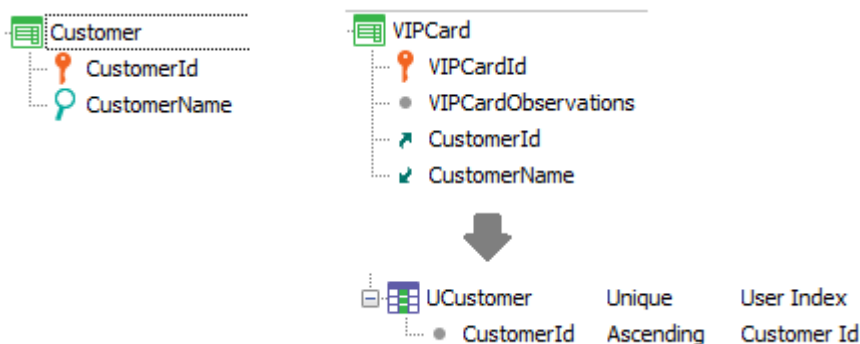 Customer
CustomerId
CustomerName
VIPCard
VIPCardId
VIPCardObservations
CustomerId
CustomerName
UCustomer Unique User Index
CustomerId Ascending Customer Id